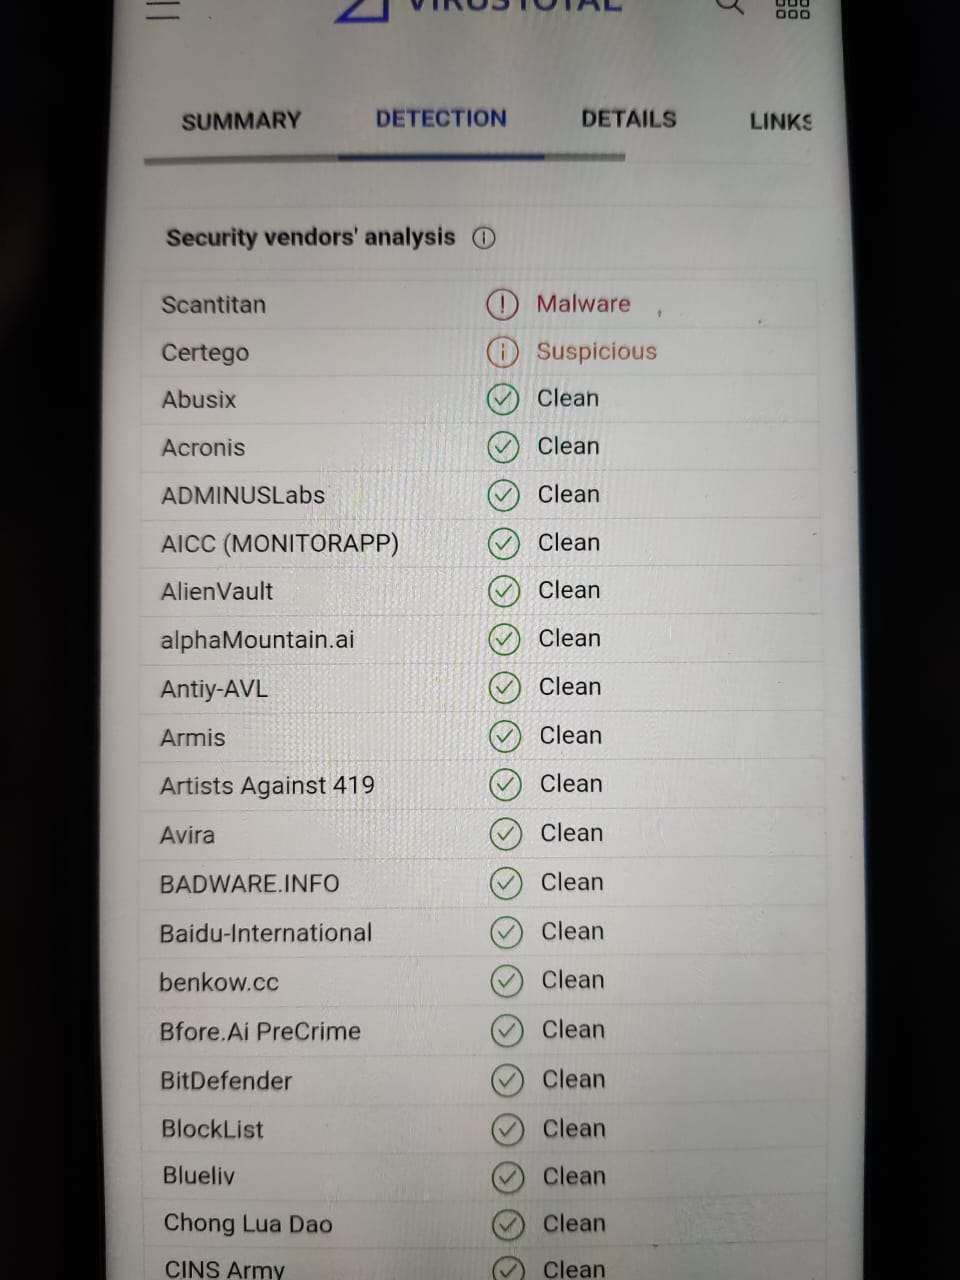 VIRUSTOTAL
SUMMARY DETECTION DETAILS LINKS
Security vendors' analysis
Scantitan Malware
Certego Suspicious
Abusix Clean
Acronis Clean
ADMINUSLabs Clean
AICC (MONITORAPP) Clean
AlienVault Clean
alphaMountain.ai Clean
Antiy-AVL Clean
Armis Clean
Artists Against 419 Clean
Avira Clean
BADWARE.INFO Clean
Baidu-International Clean
benkow.cc Clean
Bfore.Ai PreCrime Clean
BitDefender Clean
BlockList Clean
Blueliv Clean
Chong Lua Dao Clean
CINS Army Clean